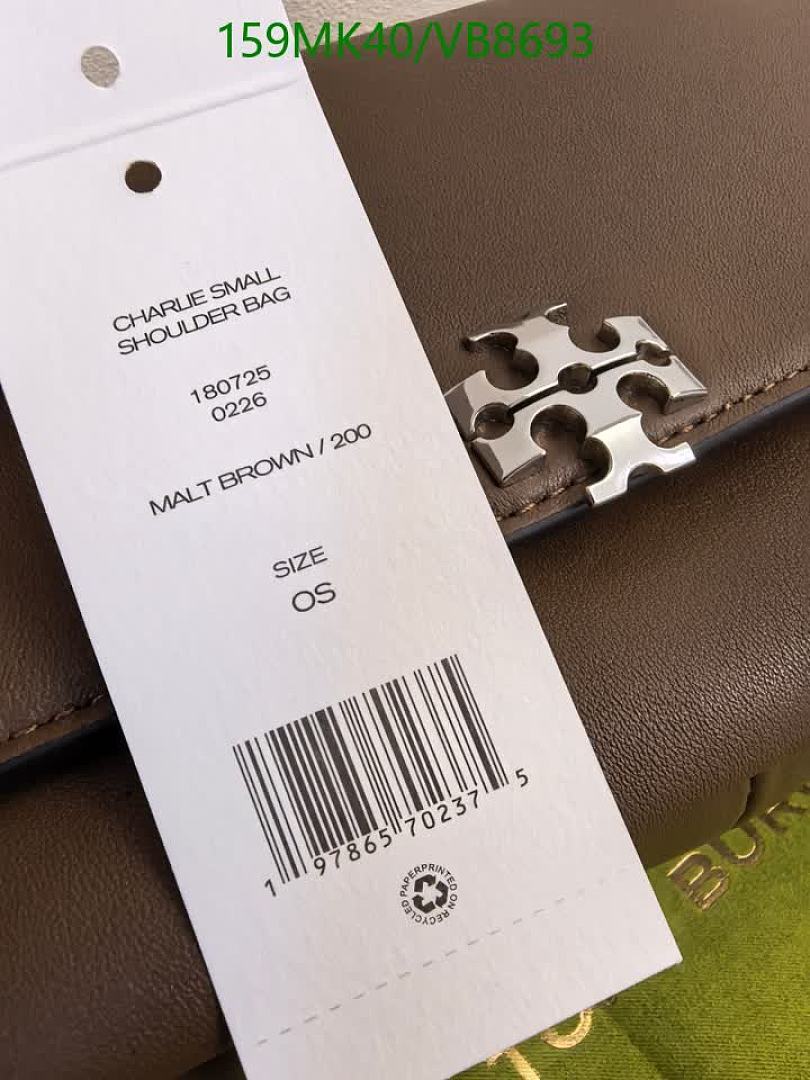 159MK40/VB8693
CHARLIE SMALL
SHOULDER BAG
180725
0226
MALT BROWN / 200
SIZE
OS
1 97865 70237 5
PRINTED ON RECYCLED PAPER
BUR